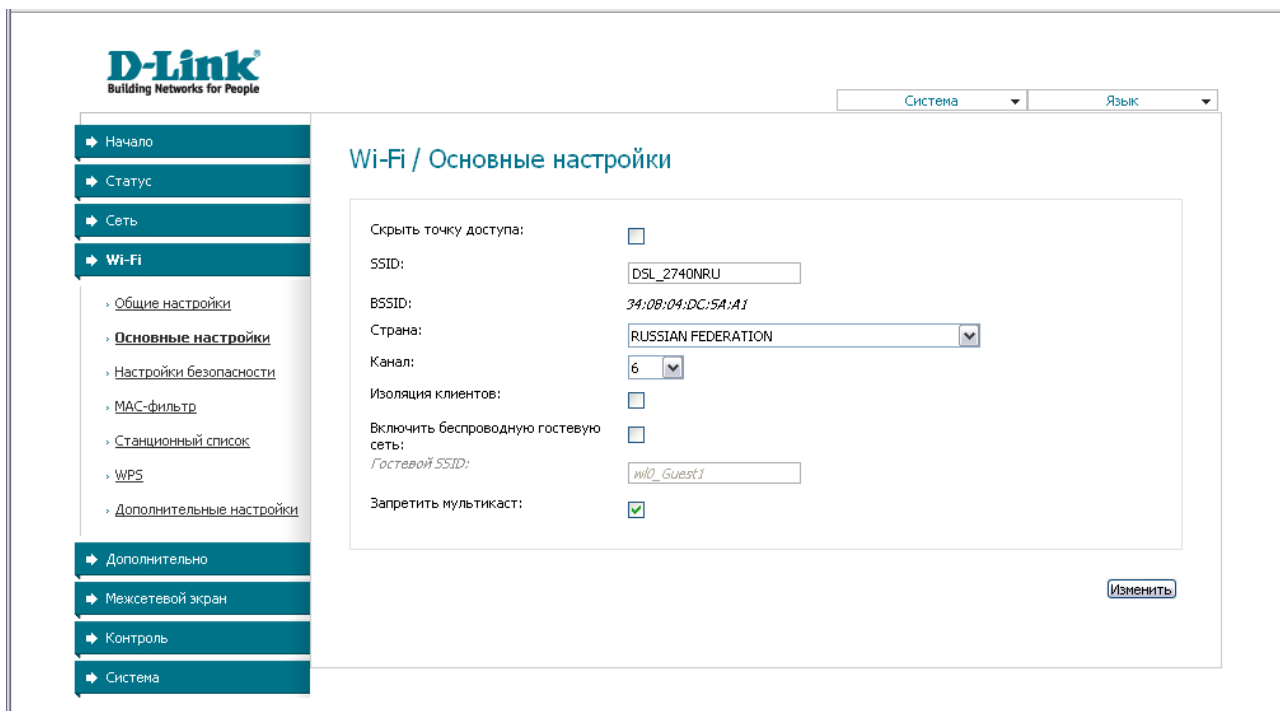 D-Link
Building Networks for People
Система
Язык
Начало
Статус
Сеть
Wi-Fi
Общие настройки
Основные настройки
Настройки безопасности
MAC-фильтр
Станционный список
WPS
Дополнительные настройки
Дополнительно
Межсетевой экран
Контроль
Система
Wi-Fi / Основные настройки
Скрыть точку доступа:
SSID:
DSL_2740NRU
BSSID:
34:08:04:DC:5A:A1
Страна:
RUSSIAN FEDERATION
Канал:
6
Изоляция клиентов:
Включить беспроводную гостевую
сеть:
Гостевой SSID:
wl0_Guest1
Запретить мультикаст:
Изменить